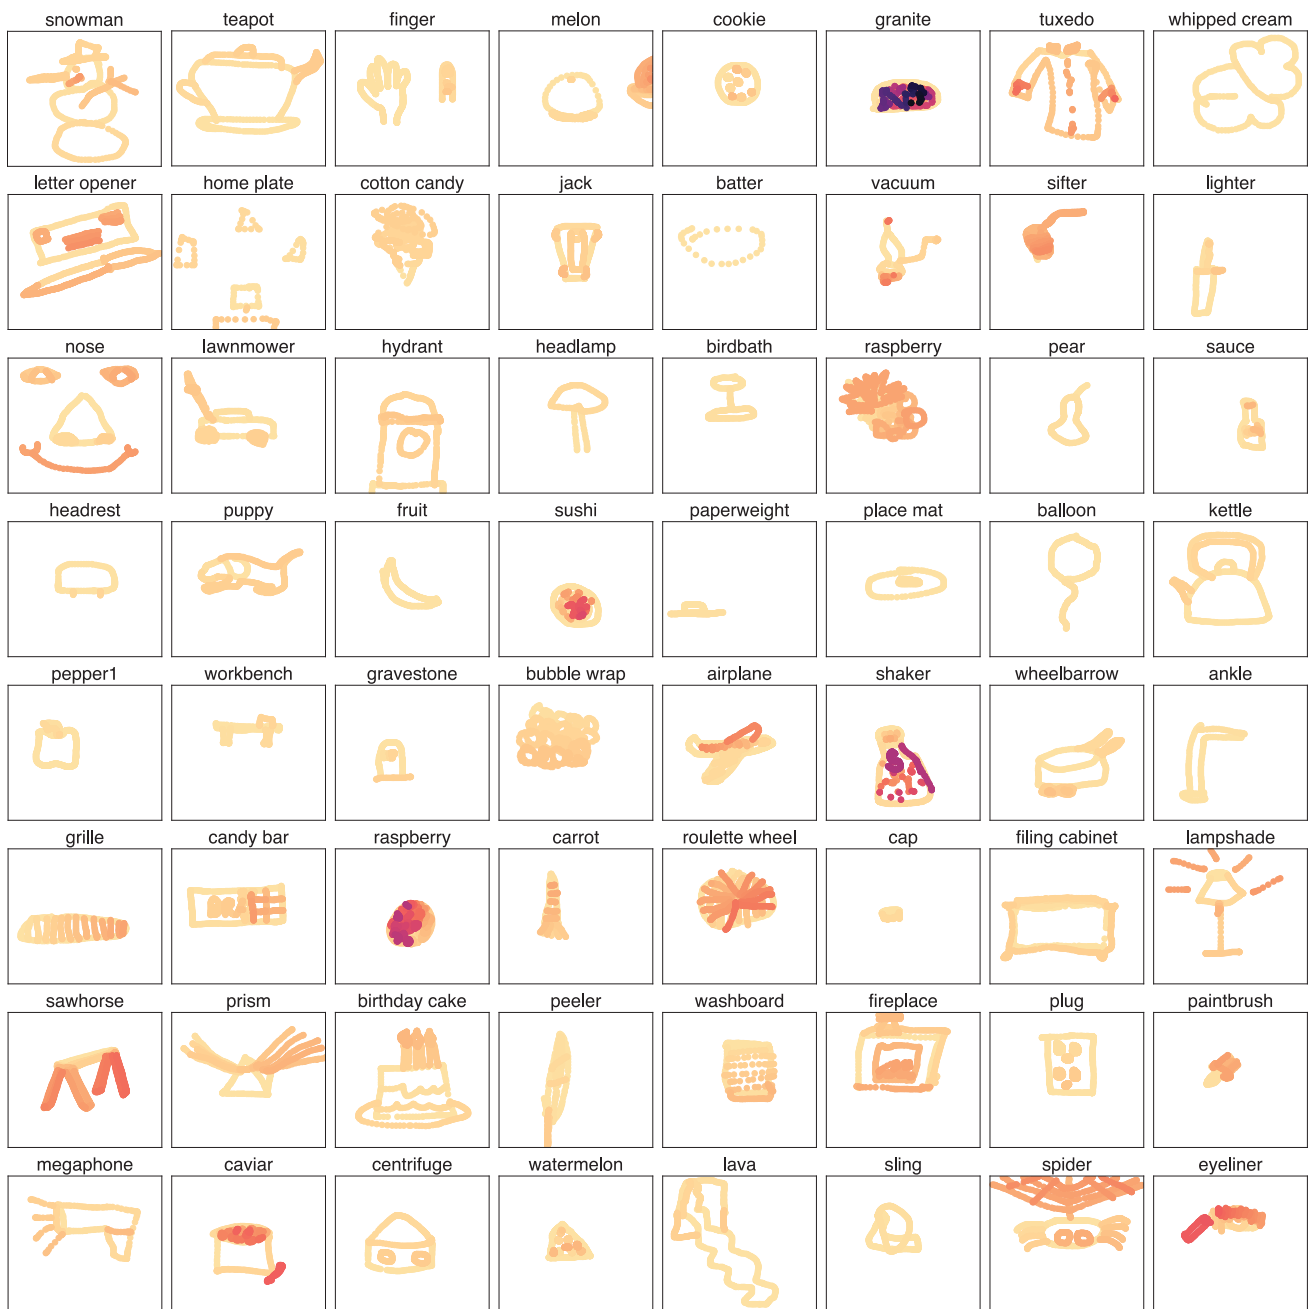 snowman teapot finger melon cookie granite tuxedo whipped cream
letter opener home plate cotton candy jack batter vacuum sifter lighter
nose lawnmower hydrant headlamp birdbath raspberry pear sauce
headrest puppy fruit sushi paperweight place mat balloon kettle
pepper1 workbench gravestone bubble wrap airplane shaker wheelbarrow ankle
grille candy bar raspberry carrot roulette wheel cap filing cabinet lampshade
sawhorse prism birthday cake peeler washboard fireplace plug paintbrush
megaphone caviar centrifuge watermelon lava sling spider eyeliner